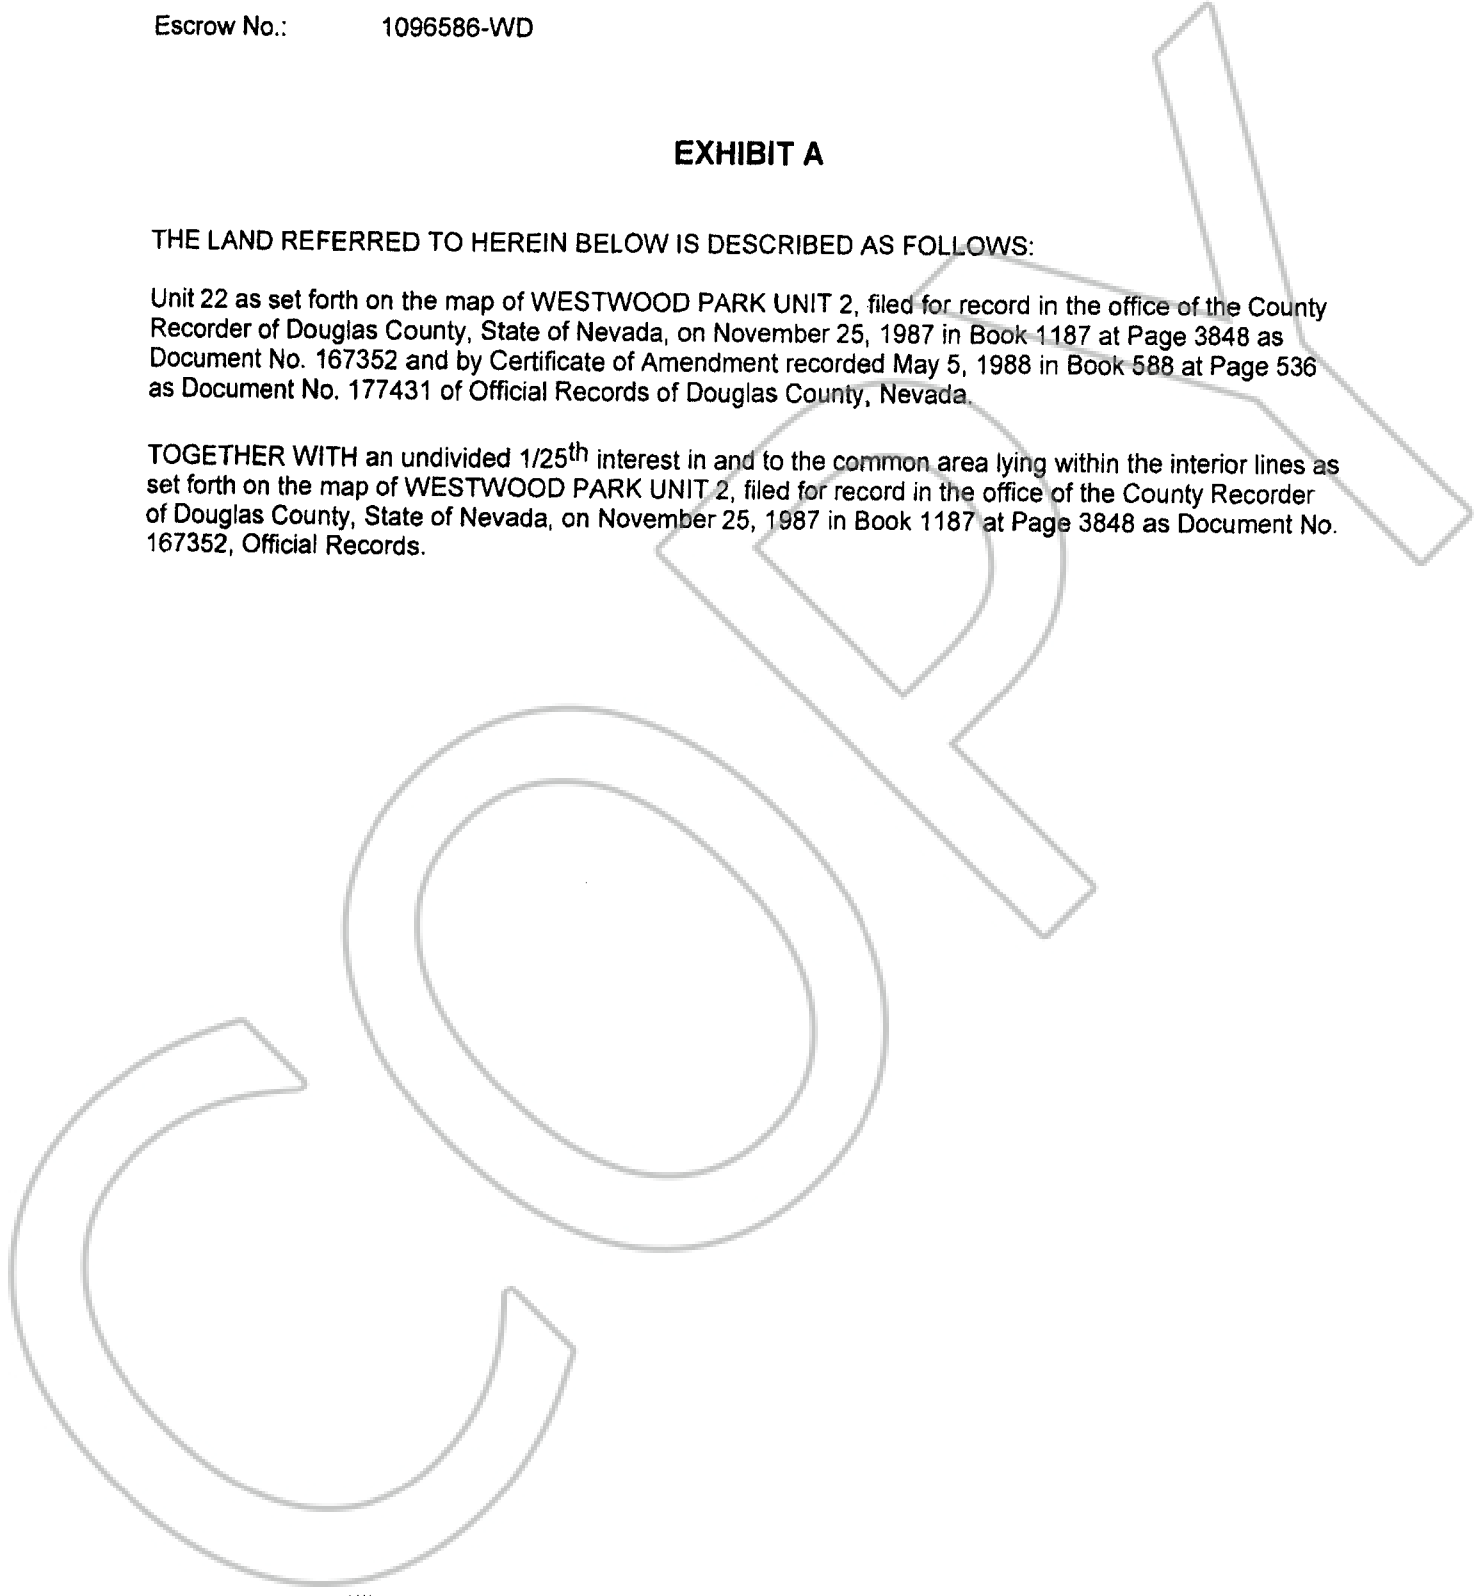 Escrow No.: 1096586-WD
EXHIBIT A
THE LAND REFERRED TO HEREIN BELOW IS DESCRIBED AS FOLLOWS:
Unit 22 as set forth on the map of WESTWOOD PARK UNIT 2, filed for record in the office of the County
Recorder of Douglas County, State of Nevada, on November 25, 1987 in Book 1187 at Page 3848 as
Document No. 167352 and by Certificate of Amendment recorded May 5, 1988 in Book 588 at Page 536
as Document No. 177431 of Official Records of Douglas County, Nevada.
TOGETHER WITH an undivided 1/25th interest in and to the common area lying within the interior lines as
set forth on the map of WESTWOOD PARK UNIT 2, filed for record in the office of the County Recorder
of Douglas County, State of Nevada, on November 25, 1987 in Book 1187 at Page 3848 as Document No.
167352, Official Records.
COPY